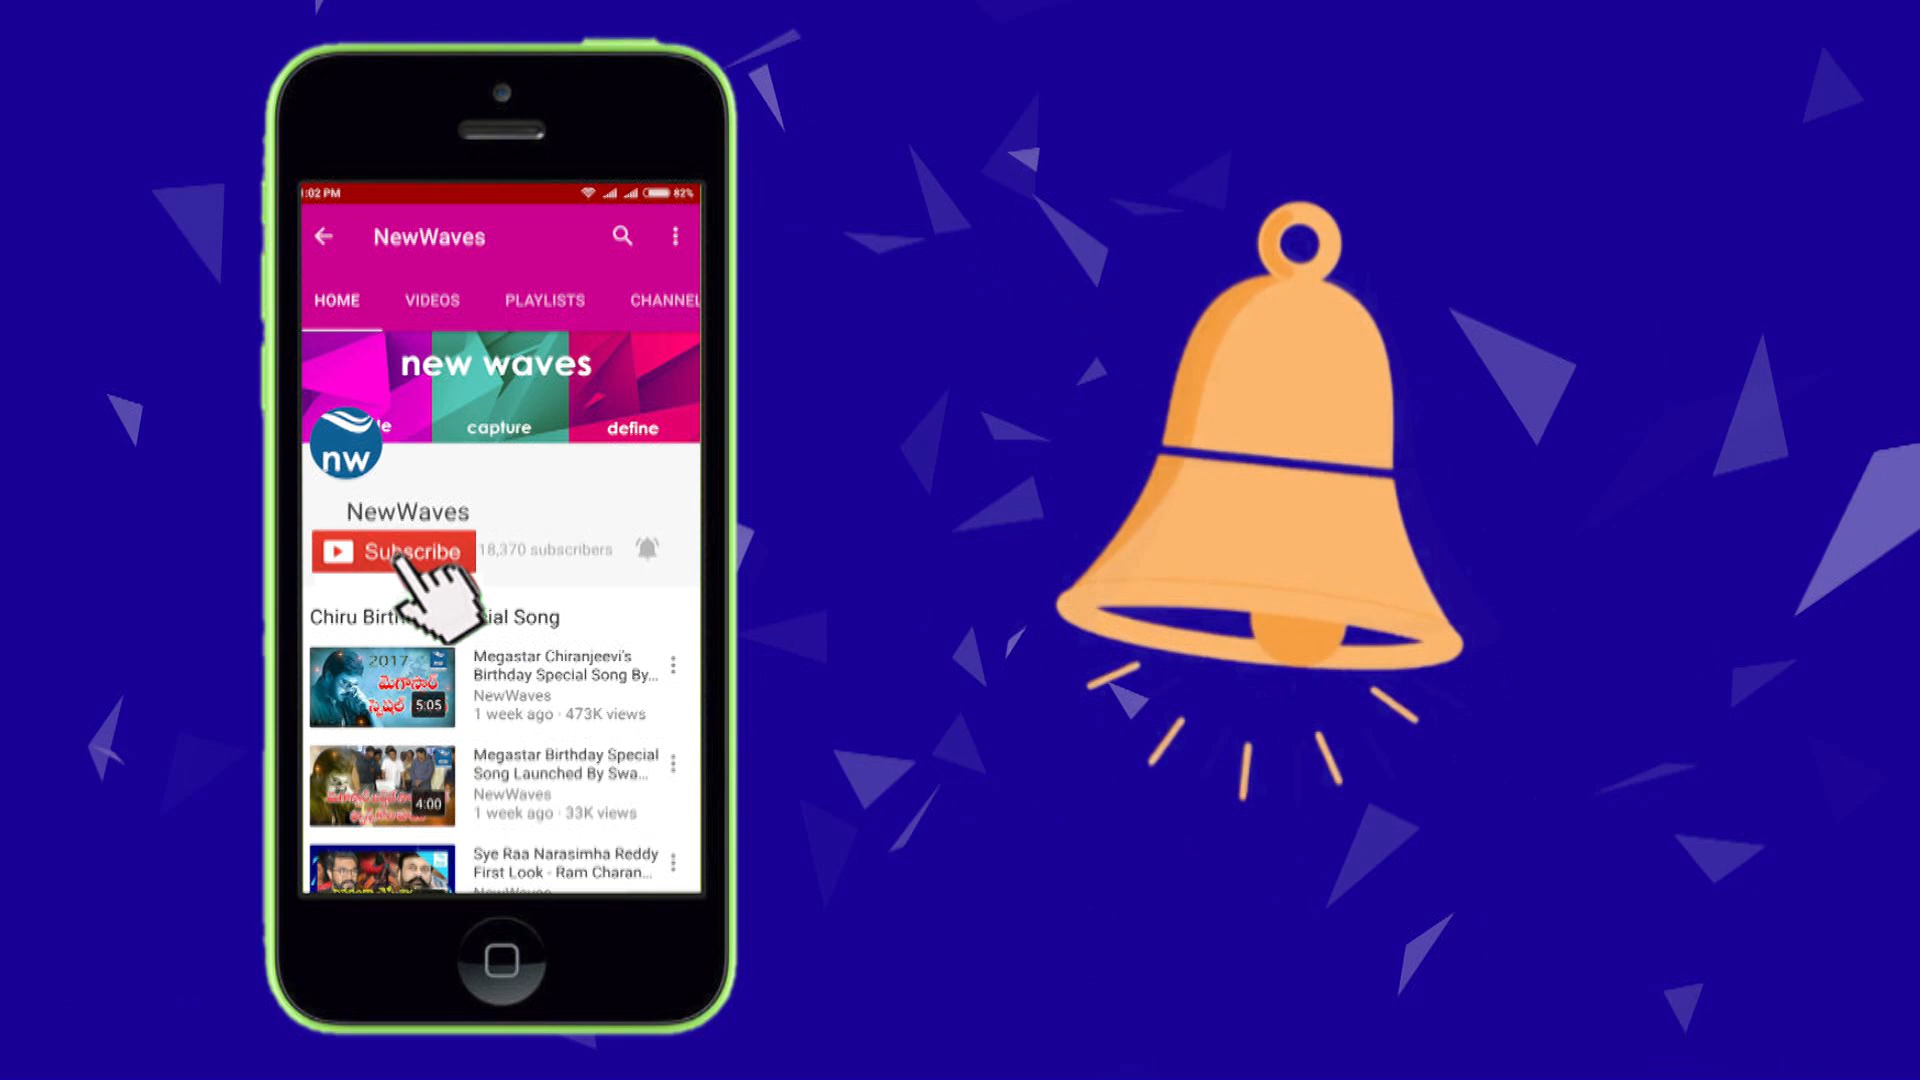 :02 PM 82%
NewWaves
HOME VIDEOS PLAYLISTS CHANNEL
new waves
le capture define
nw
NewWaves
Subscribe 18,370 subscribers
Chiru Birt ial Song
2017
మెగాస్టార్
స్పెషల్
5:05
Megastar Chiranjeevi's
Birthday Special Song By...
NewWaves
1 week ago · 473K views
4:00
Megastar Birthday Special
Song Launched By Swa...
NewWaves
1 week ago · 33K views
Sye Raa Narasimha Reddy
First Look - Ram Charan...
NewWaves